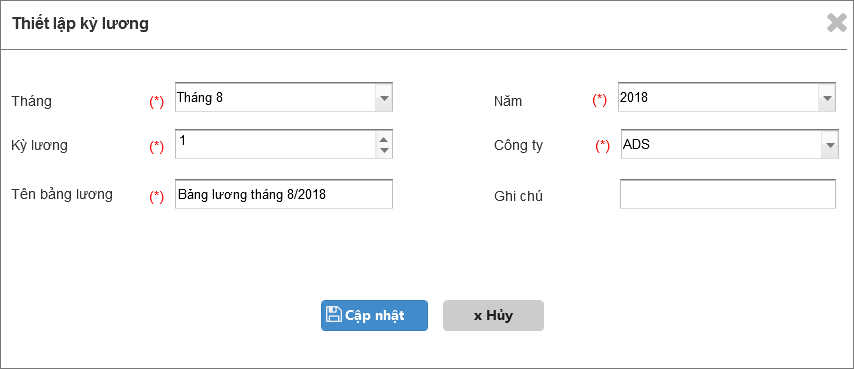 Thiết lập kỳ lương
Tháng (*) Tháng 8 Năm (*) 2018
Kỳ lương (*) 1 Công ty (*) ADS
Tên bảng lương (*) Bảng lương tháng 8/2018 Ghi chú
Cập nhật x Hủy